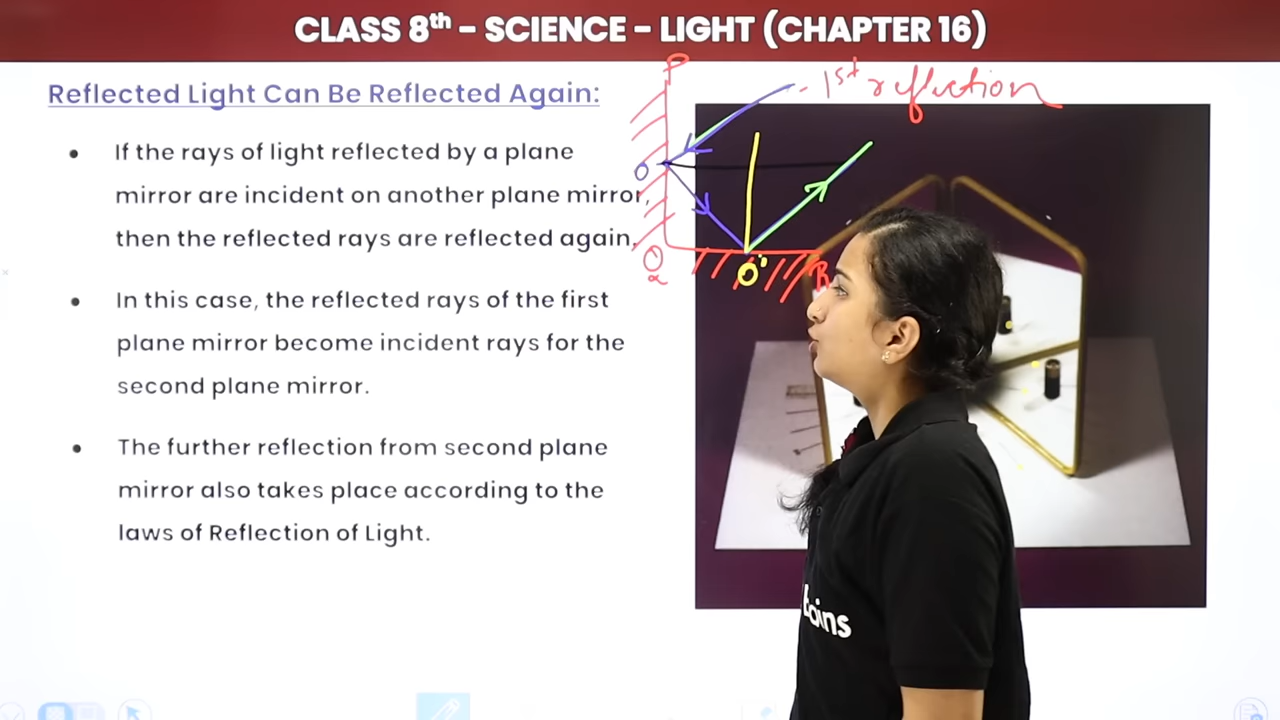 CLASS 8th – SCIENCE – LIGHT (CHAPTER 16)
Reflected Light Can Be Reflected Again:
• If the rays of light reflected by a plane
mirror are incident on another plane mirror,
then the reflected rays are reflected again.
• In this case, the reflected rays of the first
plane mirror become incident rays for the
second plane mirror.
• The further reflection from second plane
mirror also takes place according to the
laws of Reflection of Light.
P
1st reflection
O
O'
R